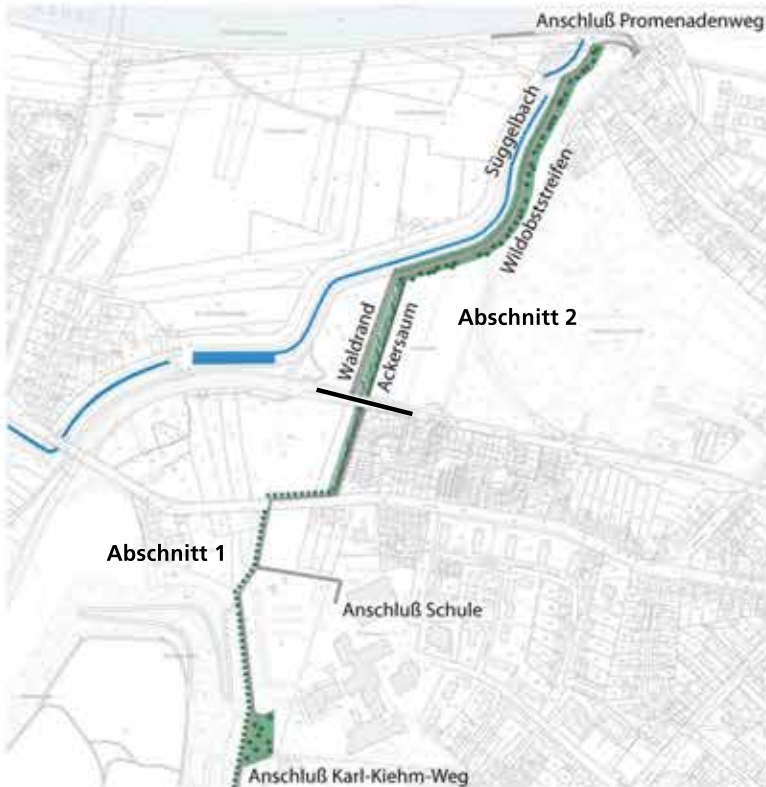 Anschluß Promenadenweg
Süggelbach
Wildobststreifen
Waldrand
Ackersaum
Abschnitt 2
Abschnitt 1
Anschluß Schule
Anschluß Karl-Kiehm-Weg